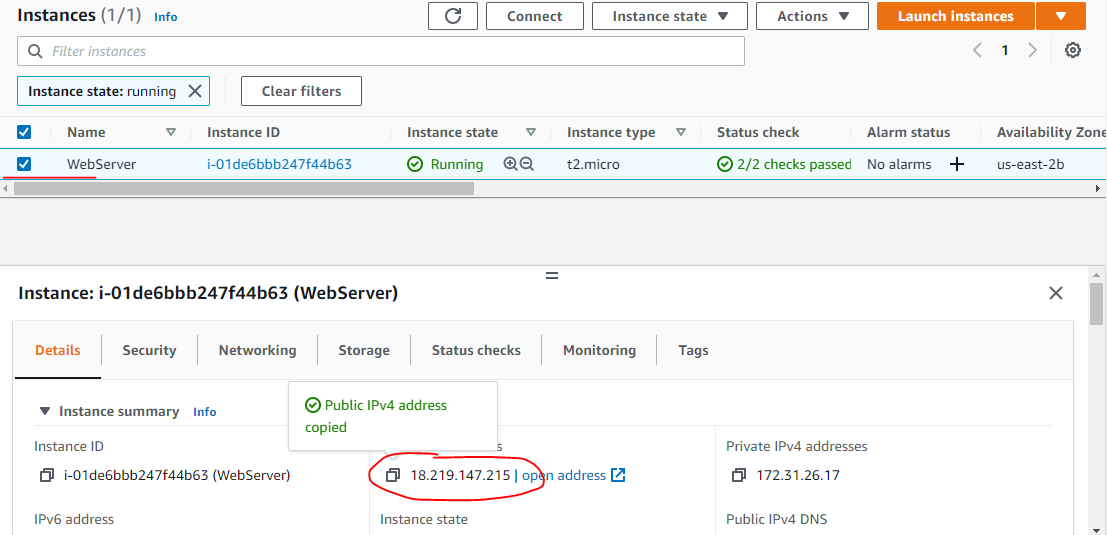 Instances (1/1) Info
Connect
Instance state
Actions
Launch instances
Filter instances
1
Instance state: running
Clear filters
Name Instance ID Instance state Instance type Status check Alarm status Availability Zone
WebServer i-01de6bbb247f44b63 Running t2.micro 2/2 checks passed No alarms us-east-2b
Instance: i-01de6bbb247f44b63 (WebServer)
Details Security Networking Storage Status checks Monitoring Tags
Public IPv4 address
copied
Instance summary Info
Instance ID Private IPv4 addresses
i-01de6bbb247f44b63 (WebServer) 18.219.147.215 | open address 172.31.26.17
IPv6 address Instance state Public IPv4 DNS